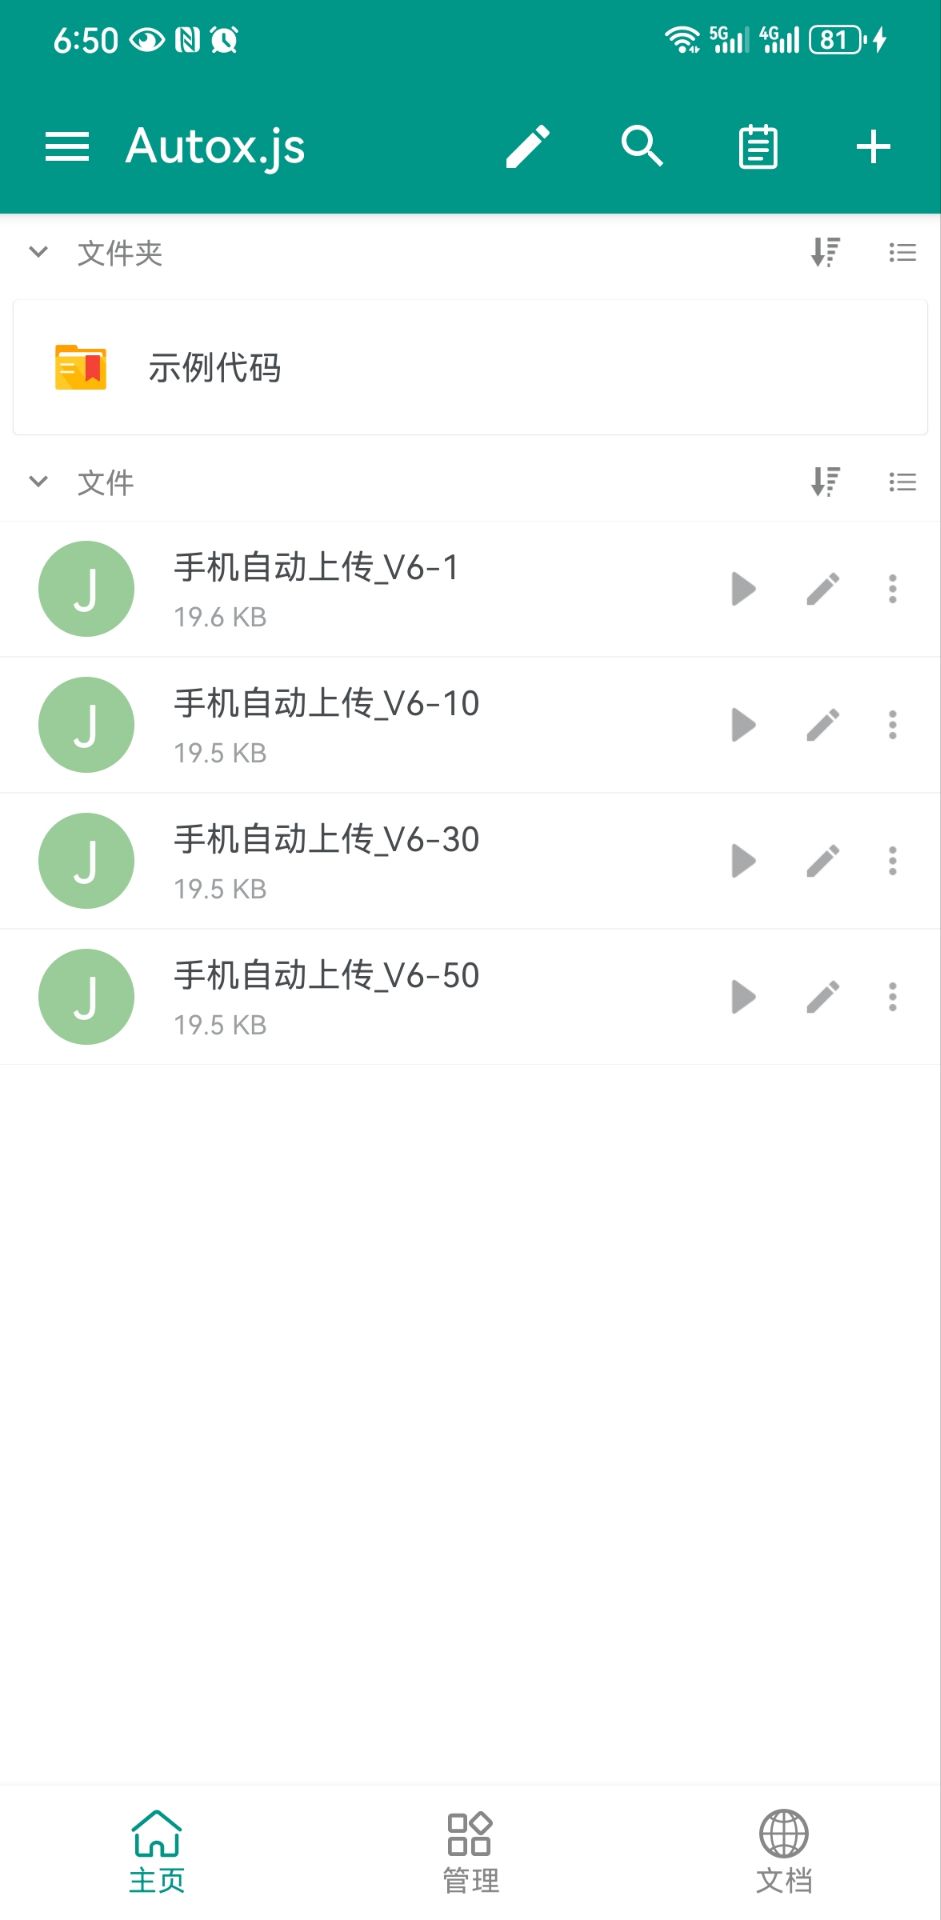 6:50 5G 4G 81
Autox.js
文件夹
示例代码
文件
J 手机自动上传_V6-1
19.6 KB
J 手机自动上传_V6-10
19.5 KB
J 手机自动上传_V6-30
19.5 KB
J 手机自动上传_V6-50
19.5 KB
主页 管理 文档